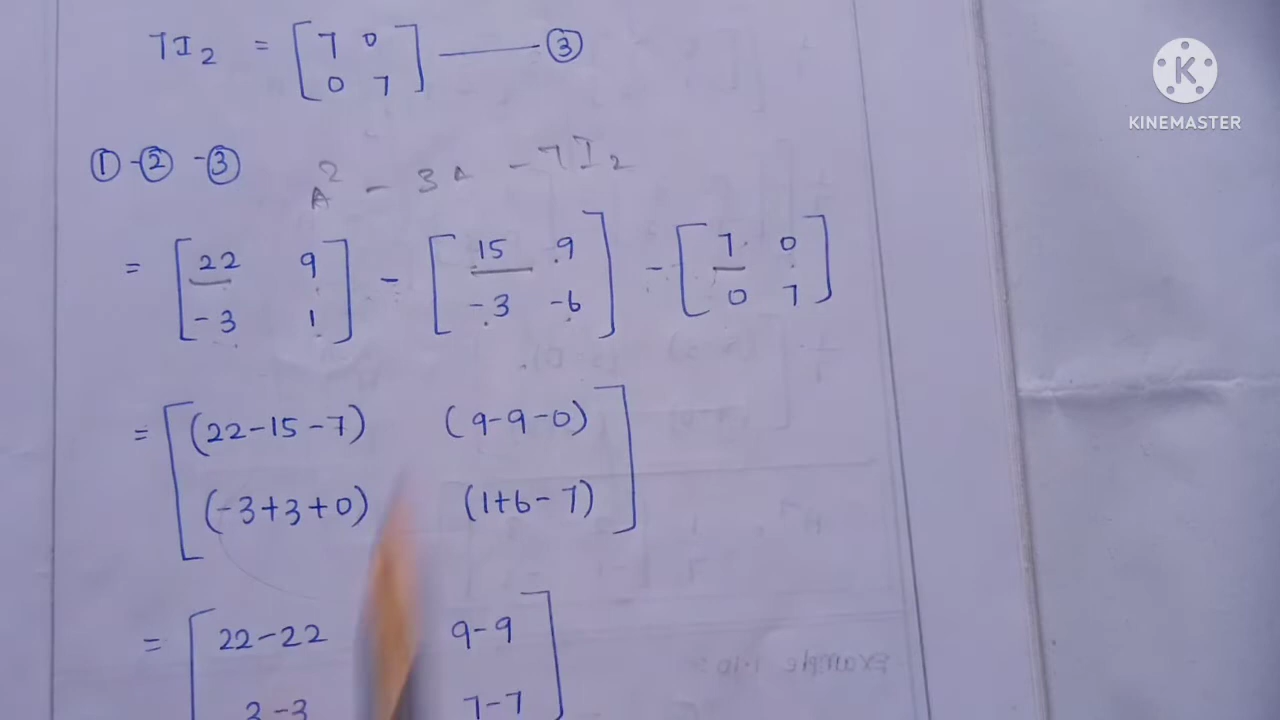 7I₂ = [ 7 0 ; 0 7 ] —— ③
① -② -③ A² - 3A - 7I₂
= [ 22 9 ; -3 1 ] - [ 15 9 ; -3 -6 ] - [ 7 0 ; 0 7 ]
= [ (22-15-7) (9-9-0) ; (-3+3+0) (1+6-7) ]
= [ 22-22 9-9 ; 3-3 7-7 ]
K
KINEMASTER